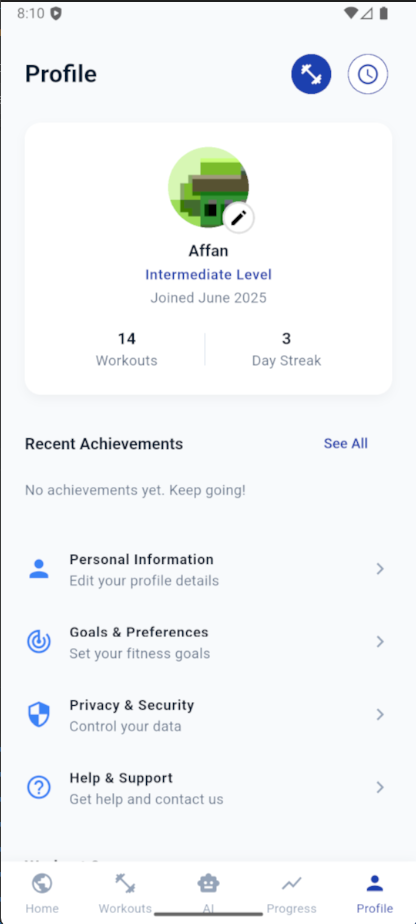 8:10
Profile
Affan
Intermediate Level
Joined June 2025
14 3
Workouts Day Streak
Recent Achievements See All
No achievements yet. Keep going!
Personal Information
Edit your profile details
Goals & Preferences
Set your fitness goals
Privacy & Security
Control your data
Help & Support
Get help and contact us
Home Workouts AI Progress Profile